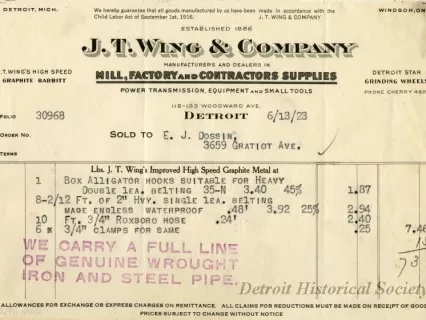 DETROIT, MICH.
We hereby guarantee that all goods manufactured by us have been made in accordance with the
Child Labor Act of September 1st, 1916. J. T. WING & COMPANY
WINDSOR, ON
ESTABLISHED 1866
J. T. WING & COMPANY
MANUFACTURERS AND DEALERS IN
MILL, FACTORY AND CONTRACTORS SUPPLIES
POWER TRANSMISSION, EQUIPMENT AND SMALL TOOLS
.T. WING'S HIGH SPEED
GRAPHITE BABBITT
DETROIT STAR
GRINDING WHEELS
PHONE CHERRY
WOODWARD AVE.
FOLIO 30968 DETROIT 6/13/23
ORDER NO. SOLD TO E. J. DOSSIN,
3659 GRATIOT AVE.
TERMS
Lbs. J. T. Wing's Improved High Speed Graphite Metal at
1 BOX ALLIGATOR HOOKS SUITABLE FOR HEAVY
DOUBLE LEA. BELTING 35-N 3.40 45% 1.87
8-2/12 FT. OF 2" HVY. SINGLE LEA. BELTING
MADE ENDLESS WATERPROOF .48' 3.92 25% 2.94
10 FT. 3/4" ROXBORO HOSE .24' 2.40
6 3/4" CLAMPS FOR SAME .25 7.46
WE CARRY A FULL LINE
OF GENUINE WROUGHT
IRON AND STEEL PIPE.
Detroit Historical Society
ALLOWANCES FOR EXCHANGE OR EXPRESS CHARGES ON REMITTANCE. ALL CLAIMS FOR REDUCTIONS MUST BE MADE ON RECEIPT OF GOOD
PRICES SUBJECT TO CHANGE WITHOUT NOTICE